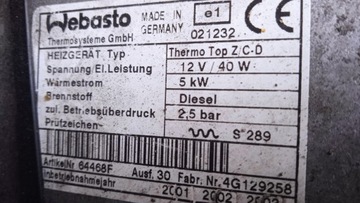 Webasto MADE IN GERMANY e1 CE
Thermosysteme GmbH 021232
HEIZGERÄT, Typ Thermo Top Z/C-D
Spannung/El.Leistung 12 V / 40 W
Wärmestrom 5 kW
Brennstoff Diesel
zul. Betriebsüberdruck 2,5 bar
Prüfzeichen S 289
Artikel Nr 64468F Ausf. 30 Fabr. Nr. 4G129258
Inbetriebnahmejahr 2001 2002 2003